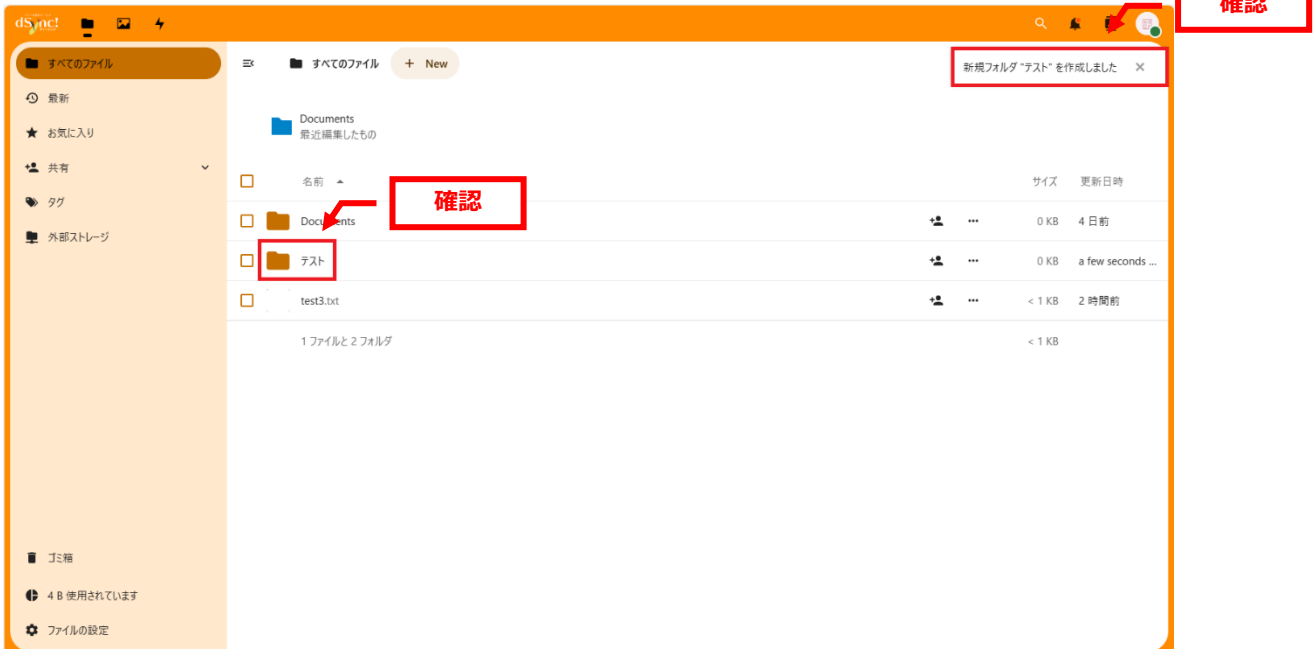 dSync!
確認
すべてのファイル
すべてのファイル
+ New
新規フォルダ "テスト" を作成しました ×
最新
お気に入り
共有
タグ
外部ストレージ
Documents
最近編集したもの
名前 サイズ 更新日時
確認
Documents 0 KB 4 日前
テスト 0 KB a few seconds ...
test3.txt < 1 KB 2 時間前
1 ファイルと 2 フォルダ < 1 KB
ゴミ箱
4 B 使用されています
ファイルの設定